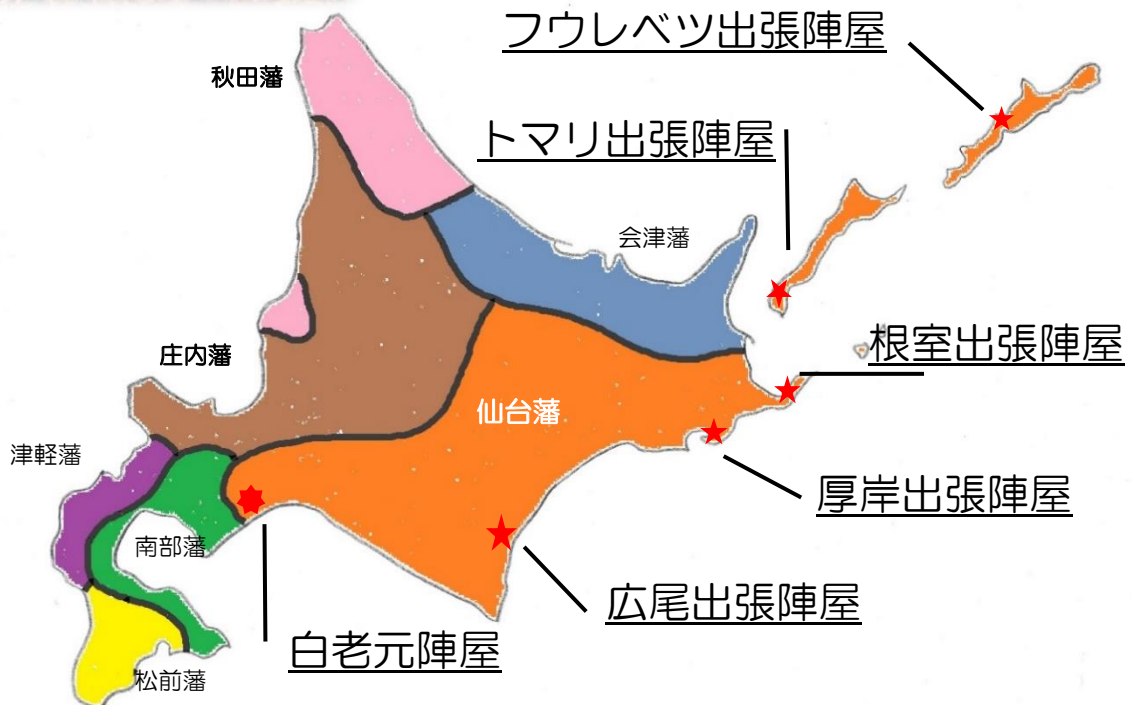 フウレベツ出張陣屋
秋田藩
トマリ出張陣屋
会津藩
根室出張陣屋
庄内藩
仙台藩
津軽藩
厚岸出張陣屋
南部藩
広尾出張陣屋
白老元陣屋
松前藩